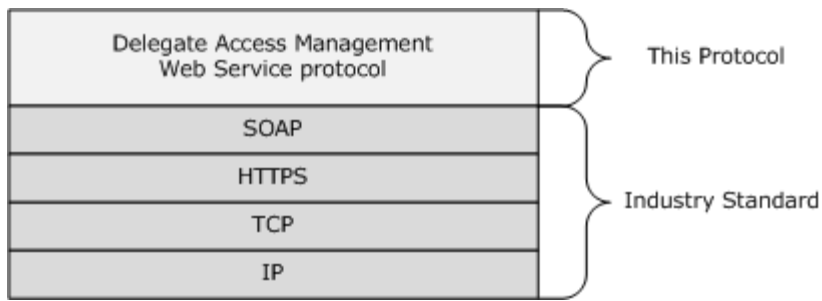 Delegate Access Management
Web Service protocol
This Protocol
SOAP
HTTPS
TCP
IP
Industry Standard